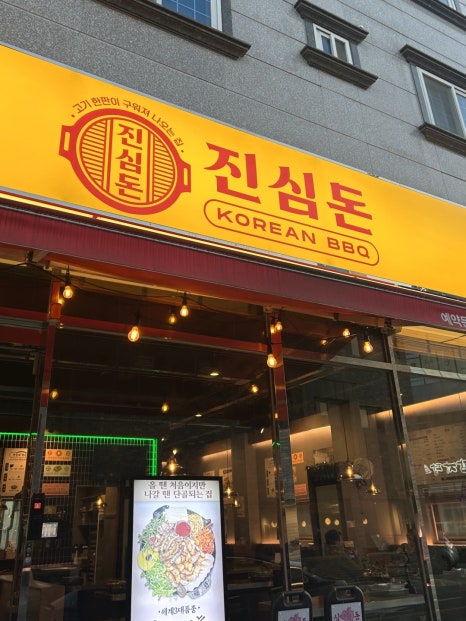 고기 한판이 구워져 나오는 집
진심돈
진심돈
KOREAN BBQ
올 땐 처음이지만
나갈 땐 단골되는 집